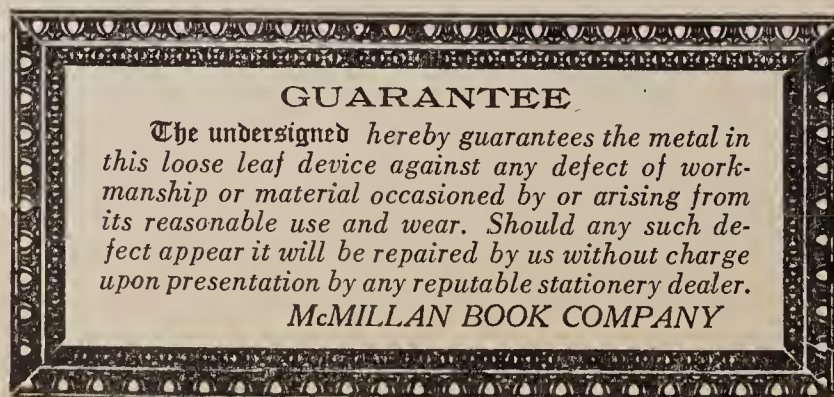 GUARANTEE
The undersigned hereby guarantees the metal in
this loose leaf device against any defect of work-
manship or material occasioned by or arising from
its reasonable use and wear. Should any such de-
fect appear it will be repaired by us without charge
upon presentation by any reputable stationery dealer.
McMILLAN BOOK COMPANY